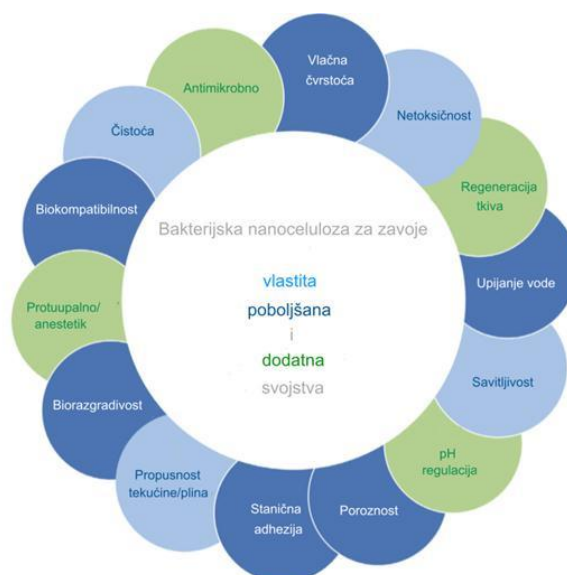 Vlačna
čvrstoća
Netoksičnost
Regeneracija
tkiva
Upijanje vode
Savitljivost
pH
regulacija
Poroznost
Stanična
adhezija
Propusnost
tekućine/plina
Biorazgradivost
Protuupalno/
anestetik
Biokompatibilnost
Čistoća
Antimikrobno
Bakterijska nanoceluloza za zavoje
vlastita
poboljšana
i
dodatna
svojstva